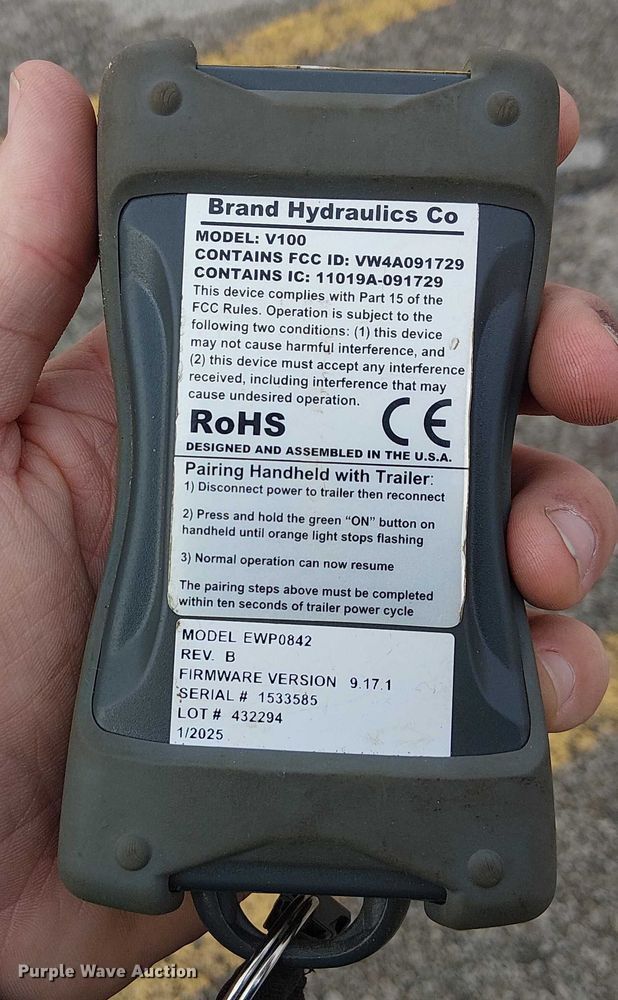 Brand Hydraulics Co
MODEL: V100
CONTAINS FCC ID: VW4A091729
CONTAINS IC: 11019A-091729
This device complies with Part 15 of the
FCC Rules. Operation is subject to the
following two conditions: (1) this device
may not cause harmful interference, and
(2) this device must accept any interference
received, including interference that may
cause undesired operation.
RoHS CE
DESIGNED AND ASSEMBLED IN THE U.S.A.
Pairing Handheld with Trailer:
1) Disconnect power to trailer then reconnect
2) Press and hold the green “ON” button on
handheld until orange light stops flashing
3) Normal operation can now resume
The pairing steps above must be completed
within ten seconds of trailer power cycle
MODEL EWP0842
REV. B
FIRMWARE VERSION 9.17.1
SERIAL # 1533585
LOT # 432294
1/2025
Purple Wave Auction